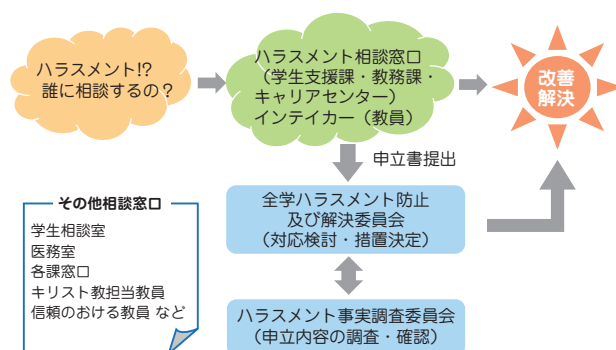 ハラスメント!?
誰に相談するの？
ハラスメント相談窓口
（学生支援課・教務課・
キャリアセンター）
インテイカー（教員）
改善
解決
申立書提出
全学ハラスメント防止
及び解決委員会
（対応検討・措置決定）
ハラスメント事実調査委員会
（申立内容の調査・確認）
その他相談窓口
学生相談室
医務室
各課窓口
キリスト教担当教員
信頼のおける教員 など